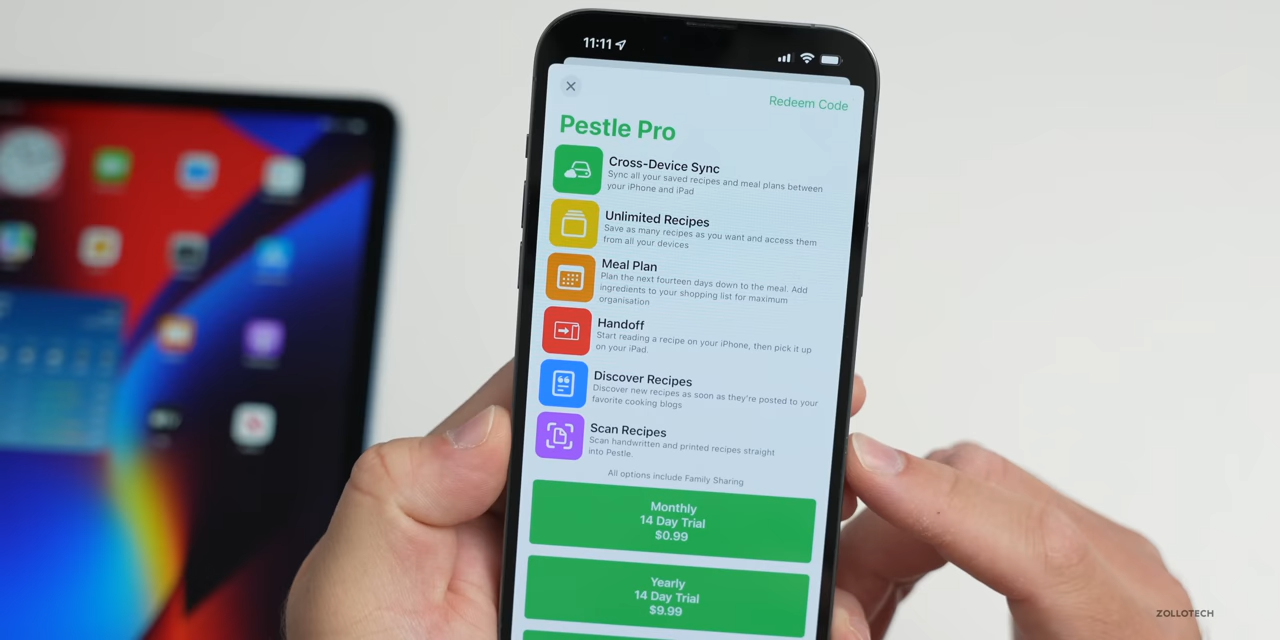 11:11
Redeem Code
Pestle Pro
Cross-Device Sync
Sync all your saved recipes and meal plans between
your iPhone and iPad
Unlimited Recipes
Save as many recipes as you want and access them
from all your devices
Meal Plan
Plan the next fourteen days down to the meal. Add
ingredients to your shopping list for maximum
organisation
Handoff
Start reading a recipe on your iPhone, then pick it up
on your iPad.
Discover Recipes
Discover new recipes as soon as they're posted to your
favorite cooking blogs
Scan Recipes
Scan handwritten and printed recipes straight
into Pestle.
All options include Family Sharing
Monthly
14 Day Trial
$0.99
Yearly
14 Day Trial
$9.99
ZOLLOTECH